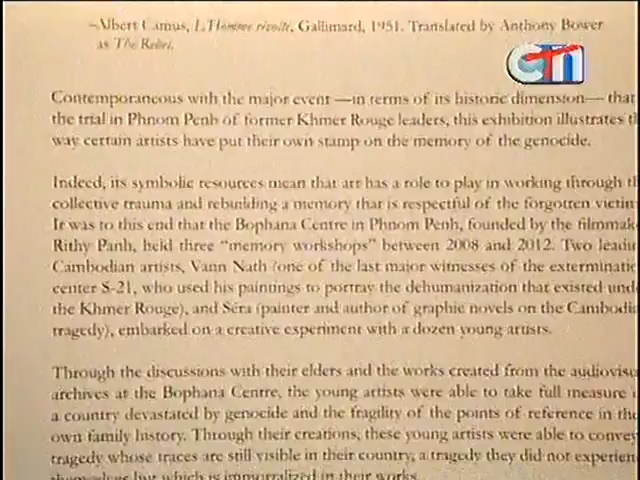 –Albert Camus, L'Homme révolté, Gallimard, 1951. Translated by Anthony Bower
as The Rebel.
CTN
Contemporaneous with the major event —in terms of its historic dimension— that
the trial in Phnom Penh of former Khmer Rouge leaders, this exhibition illustrates
way certain artists have put their own stamp on the memory of the genocide.
Indeed, its symbolic resources mean that art has a role to play in working through
collective trauma and rebuilding a memory that is respectful of the forgotten
It was to this end that the Bophana Centre in Phnom Penh, founded by the
Rithy Panh, held three “memory workshops” between 2008 and 2012. Two
Cambodian artists, Vann Nath (one of the last major witnesses of the
center S-21, who used his paintings to portray the dehumanization that existed
the Khmer Rouge), and Séra (painter and author of graphic novels on the
tragedy), embarked on a creative experiment with a dozen young artists.
Through the discussions with their elders and the works created from the
archives at the Bophana Centre, the young artists were able to take full measure
a country devastated by genocide and the fragility of the points of reference in
own family history. Through their creations, these young artists were able to
tragedy whose traces are still visible in their country, a tragedy they did not
themselves but which is immortalized in their works.